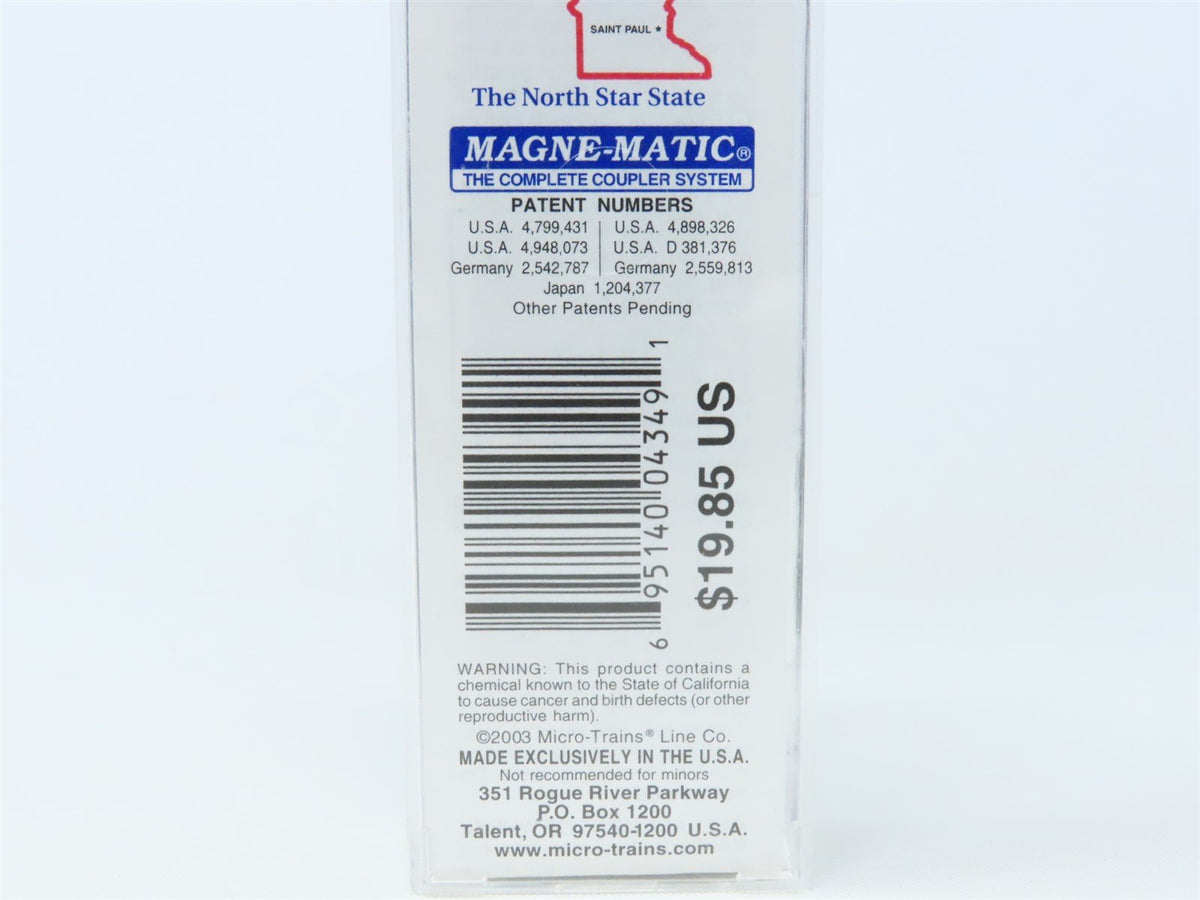 SAINT PAUL ★
The North Star State
MAGNE-MATIC®
THE COMPLETE COUPLER SYSTEM
PATENT NUMBERS
U.S.A. 4,799,431 | U.S.A. 4,898,326
U.S.A. 4,948,073 | U.S.A. D 381,376
Germany 2,542,787 | Germany 2,559,813
Japan 1,204,377
Other Patents Pending
6 95140 04349 1
$19.85 US
WARNING: This product contains a
chemical known to the State of California
to cause cancer and birth defects (or other
reproductive harm).
©2003 Micro-Trains® Line Co.
MADE EXCLUSIVELY IN THE U.S.A.
Not recommended for minors
351 Rogue River Parkway
P.O. Box 1200
Talent, OR 97540-1200 U.S.A.
www.micro-trains.com